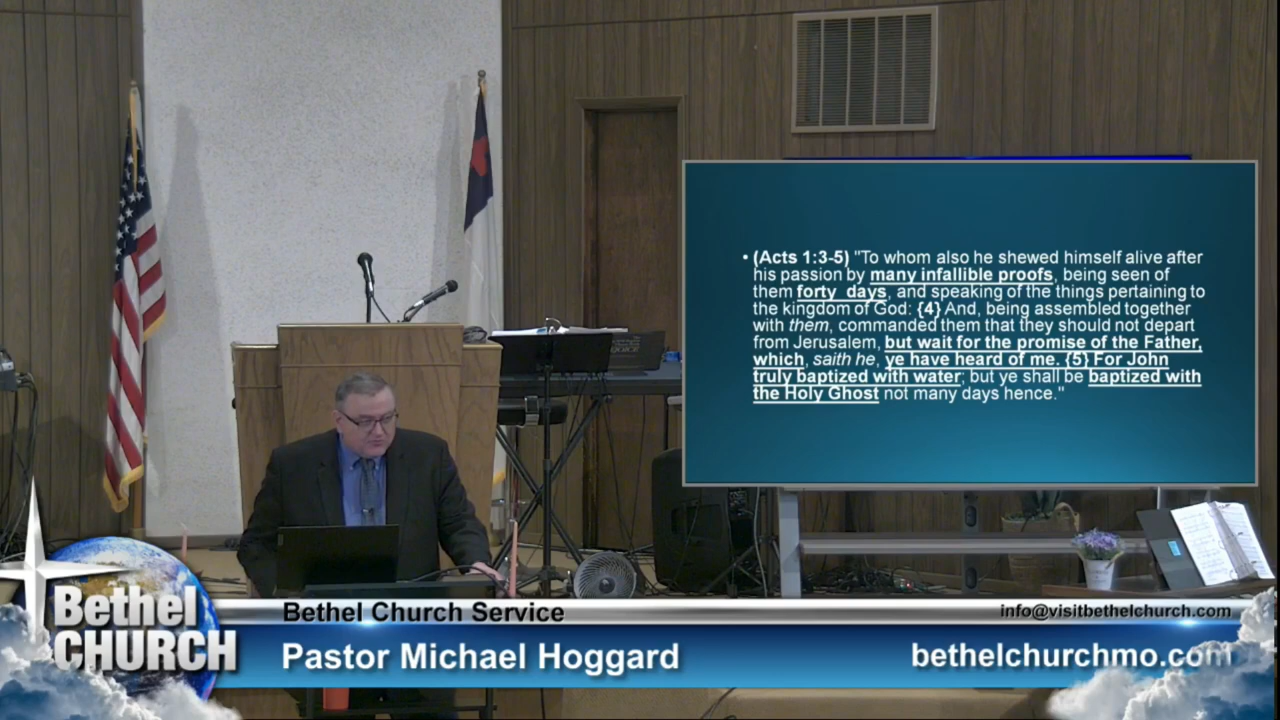 • (Acts 1:3-5) "To whom also he shewed himself alive after
his passion by many infallible proofs, being seen of
them forty days, and speaking of the things pertaining to
the kingdom of God: {4} And, being assembled together
with them, commanded them that they should not depart
from Jerusalem, but wait for the promise of the Father,
which, saith he, ye have heard of me. {5} For John
truly baptized with water; but ye shall be baptized with
the Holy Ghost not many days hence."
Bethel
CHURCH
Bethel Church Service
info@visitbethelchurch.com
Pastor Michael Hoggard
bethelchurchmo.com